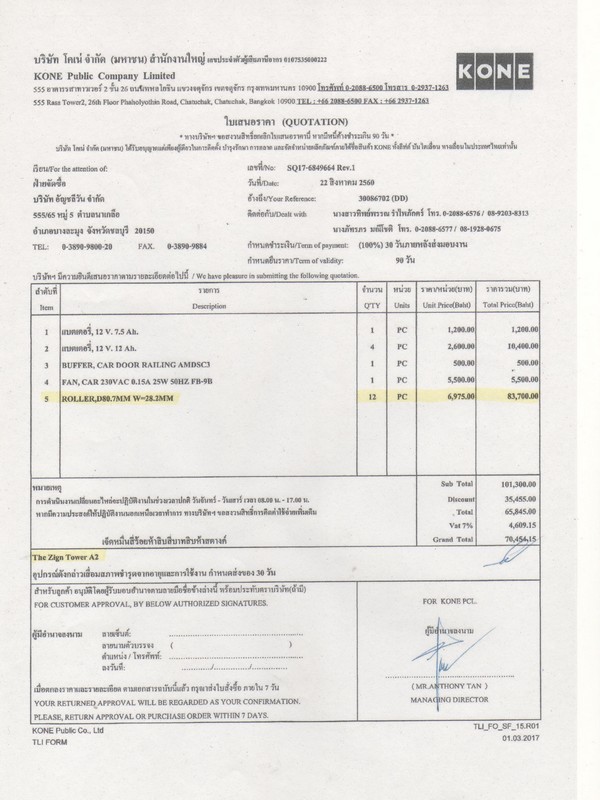 บริษัท โคเน่ จำกัด (มหาชน) สำนักงานใหญ่ เลขประจำตัวผู้เสียภาษีอากร 0107535000222
KONE Public Company Limited
KONE
555 อาคารรสาทาวเวอร์ 2 ชั้น 26 ถนนพหลโยธิน แขวงจตุจักร เขตจตุจักร กรุงเทพมหานคร 10900 โทรศัพท์ 0-2088-6500 โทรสาร 0-2937-1263
555 Rasa Tower2, 26th Floor Phaholyothin Road, Chatuchak, Chatuchak, Bangkok 10900 TEL : +66 2088-6500 FAX : +66 2937-1263
ใบเสนอราคา (QUOTATION)
* ทางบริษัทฯ ขอสงวนสิทธิ์ยกเลิกใบเสนอราคานี้ หากมีหนี้ค้างชำระเกิน 90 วัน *
บริษัท โคเน่ จำกัด (มหาชน) ได้รับอนุญาตแต่เพียงผู้เดียวในการติดตั้ง บำรุงรักษา การตลาด และจัดจำหน่ายผลิตภัณฑ์ภายใต้ชื่อสินค้า KONE ทั้งลิฟท์ บันไดเลื่อน ทางเลื่อนในประเทศไทยเท่านั้น
เรียน/For the attention of:
เลขที่/No: SQ17-6849664 Rev.1
ฝ่ายจัดซื้อ
วันที่/Date: 22 สิงหาคม 2560
บริษัท อัญชลีวัน จำกัด
อ้างถึง/Your Reference: 30086702 (DD)
555/65 หมู่ 5 ตำบลนาเกลือ
ติดต่อกับ/Dealt with นางสาวทิพย์พรรณ รำไพภักดร์ โทร. 0-2088-6576 / 08-9203-8313
อำเภอบางละมุง จังหวัดชลบุรี 20150
นางภัทรภร มณีโชติ โทร. 0-2088-6577 / 08-1928-0675
TEL: 0-3890-9800-20 FAX. 0-3890-9884
กำหนดชำระเงิน/Term of payment: (100%) 30 วันภายหลังส่งมอบงาน
กำหนดยืนราคา/Term of validity: 90 วัน
บริษัทฯ มีความยินดีเสนอราคาตามรายละเอียดต่อไปนี้ / We have pleasure in submitting the following quotation.
ลำดับที่ รายการ จำนวน หน่วย ราคา/หน่วย(บาท) ราคารวม(บาท)
Item Description Q'TY Units Unit Price(Baht) Total Price(Baht)
1 แบตเตอรี่, 12 V. 7.5 Ah. 1 PC 1,200.00 1,200.00
2 แบตเตอรี่, 12 V. 12 Ah. 4 PC 2,600.00 10,400.00
3 BUFFER, CAR DOOR RAILING AMDSC3 1 PC 500.00 500.00
4 FAN, CAR 230VAC 0.15A 25W 50HZ FB-9B 1 PC 5,500.00 5,500.00
5 ROLLER,D80.7MM W=28.2MM 12 PC 6,975.00 83,700.00
หมายเหตุ
Sub Total 101,300.00
การดำเนินงานเปลี่ยนอะไหล่จะปฏิบัติงานในช่วงเวลาปกติ วันจันทร์ - วันเสาร์ เวลา 08.00 น. - 17.00 น.
Discount 35,455.00
หากมีความประสงค์ให้ปฏิบัติงานนอกเหนือเวลาทำการ ทางบริษัทฯ ขอสงวนสิทธิ์การคิดค่าใช้จ่ายเพิ่มเติม
Total 65,845.00
Vat 7% 4,609.15
เจ็ดหมื่นสี่ร้อยห้าสิบสี่บาทสิบห้าสตางค์
Grand Total 70,454.15
The Zign Tower A2
อุปกรณ์ดังกล่าวเสื่อมสภาพชำรุดจากอายุและการใช้งาน กำหนดส่งของ 30 วัน
สำหรับลูกค้า อนุมัติโดยผู้รับมอบอำนาจตามลายมือชื่อข้างล่างนี้ พร้อมประทับตราบริษัท(ถ้ามี)
FOR CUSTOMER APPROVAL, BY BELOW AUTHORIZED SIGNATURES.
FOR KONE PCL.
ผู้มีอำนาจลงนาม ลายเซ็นต์:
ผู้มีอำนาจลงนาม
ลายนามตัวบรรจง ( )
ตำแหน่ง / โทรศัพท์:
ลงวันที่: / /
( MR.ANTHONY TAN )
MANAGING DIRECTOR
เมื่อตกลงราคาและรายละเอียด ตามเอกสารฉบับนี้แล้ว กรุณาส่งใบสั่งซื้อ ภายใน 7 วัน
YOUR RETURNED APPROVAL WILL BE REGARDED AS YOUR CONFIRMATION.
PLEASE, RETURN APPROVAL OR PURCHASE ORDER WITHIN 7 DAYS.
KONE Public Co., Ltd
TLI_FO_SF_15.R01
TLI FORM
01.03.2017